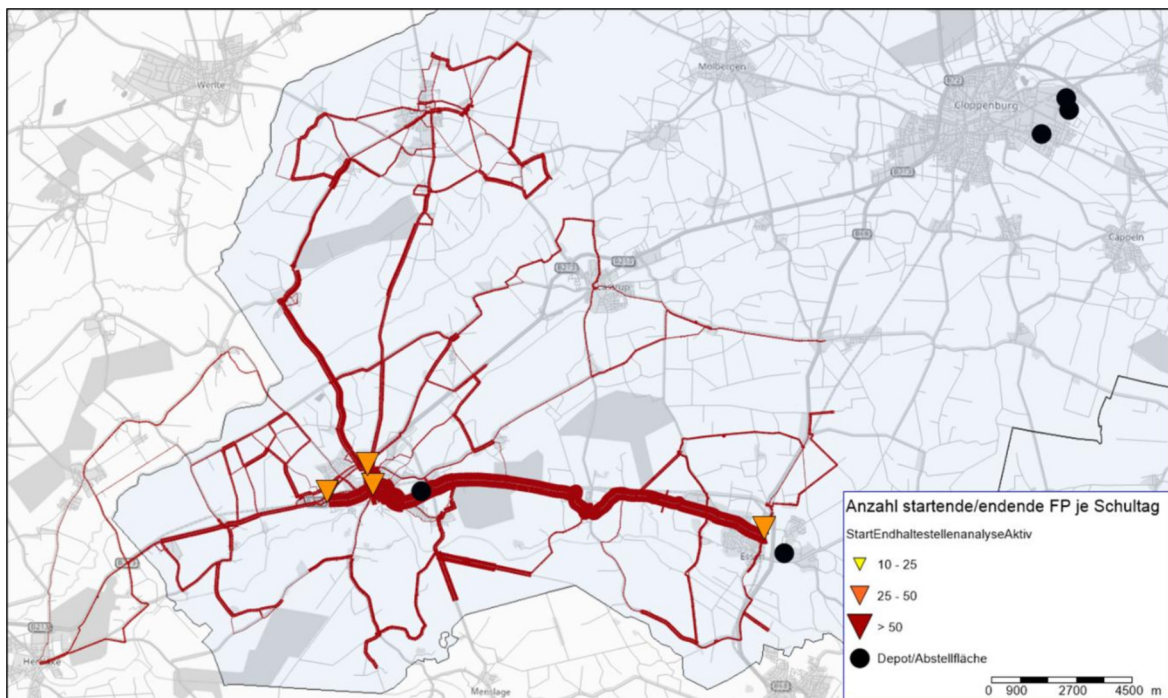 Werlte
Molbergen
Cloppenburg
Cappeln
Lastrup
Essen
Menslage
Anzahl startende/endende FP je Schultag
StartEndhaltestellenanalyseAktiv
10 - 25
25 - 50
> 50
Depot/Abstellfläche
0 900 2700 4500 m